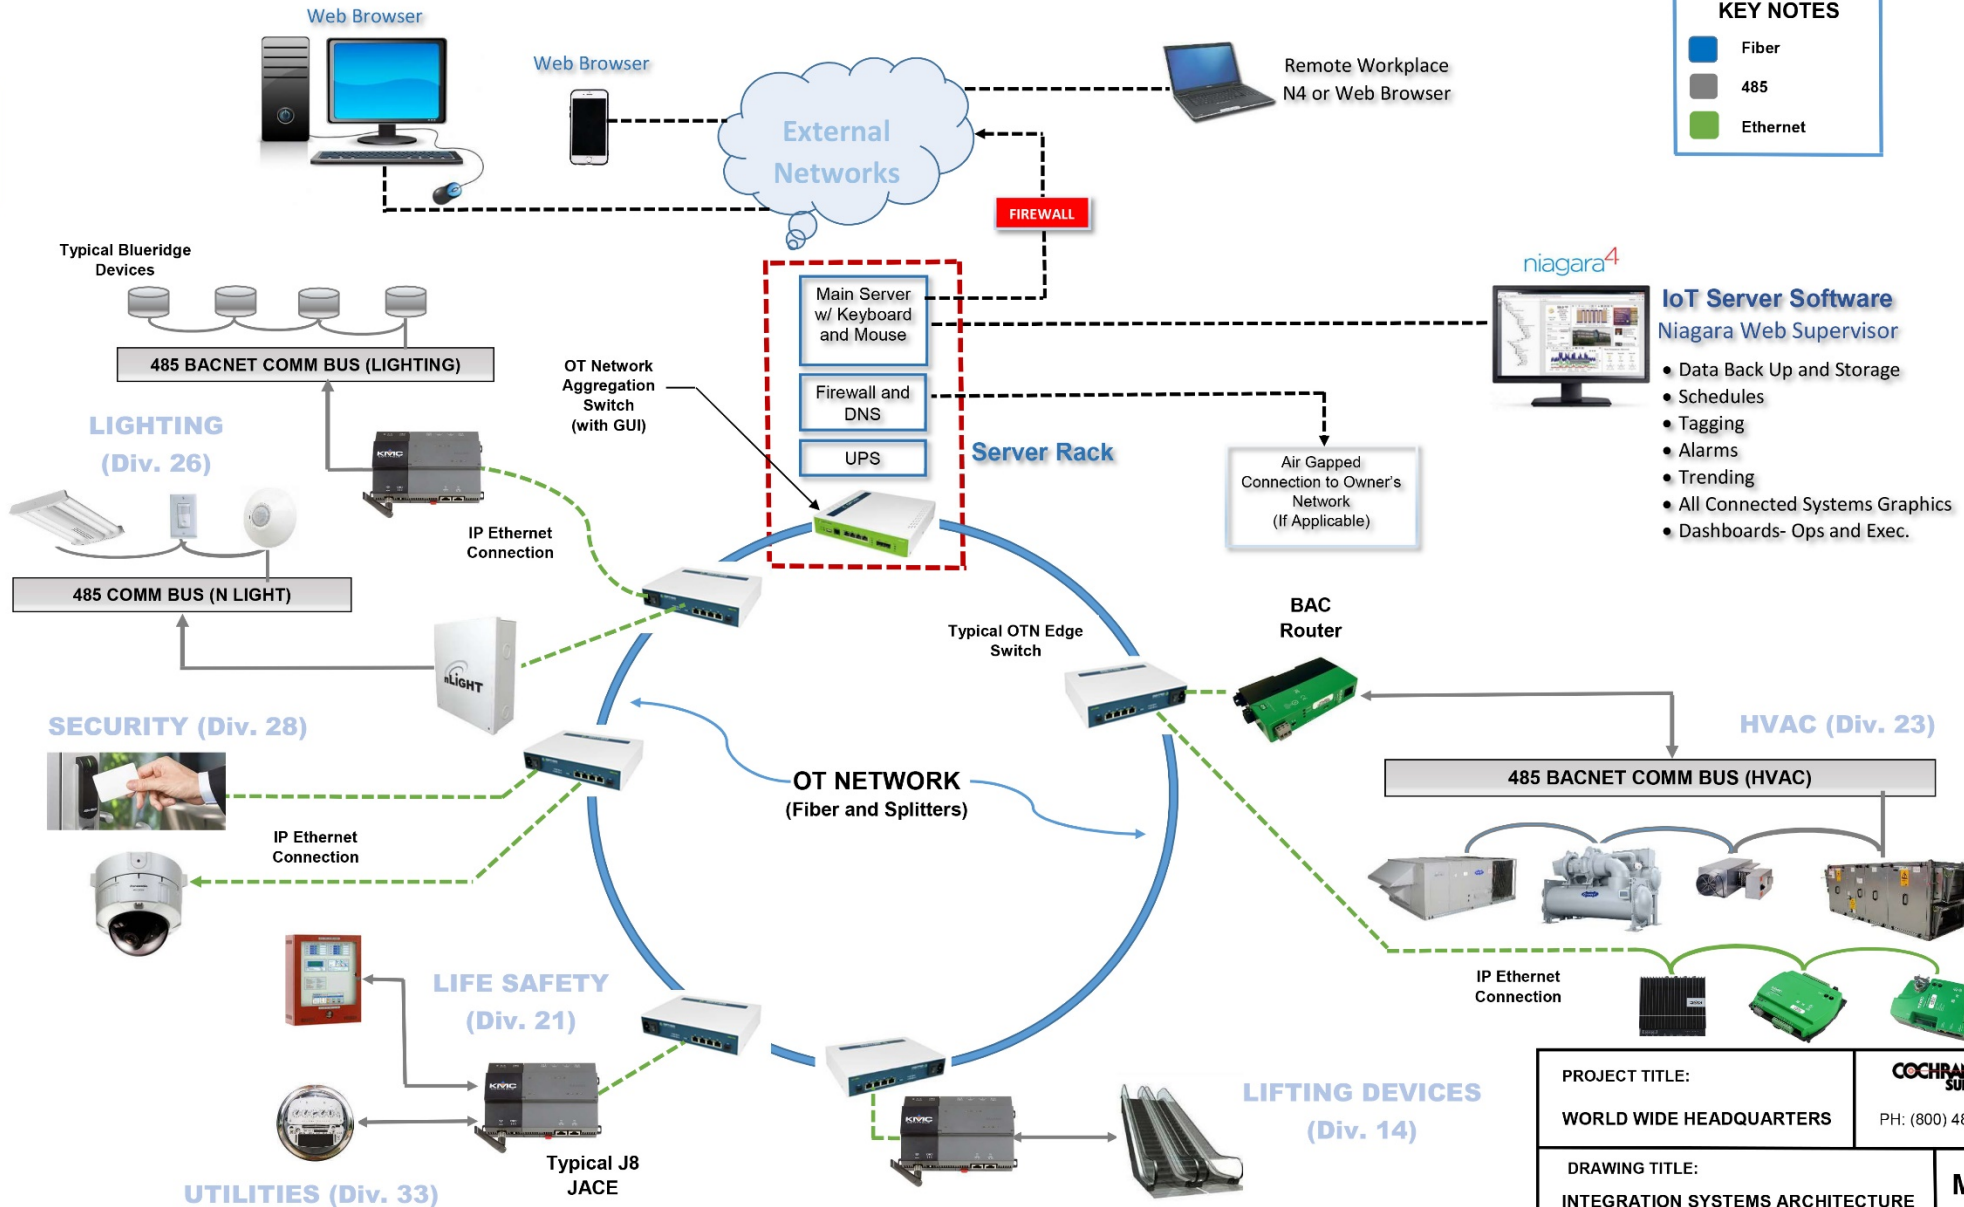 Web Browser
Web Browser
External
Networks
Remote Workplace
N4 or Web Browser
KEY NOTES
Fiber
485
Ethernet
FIREWALL
Typical Blueridge
Devices
485 BACNET COMM BUS (LIGHTING)
OT Network
Aggregation
Switch
(with GUI)
Main Server
w/ Keyboard
and Mouse
Firewall and
DNS
UPS
Server Rack
niagara4
IoT Server Software
Niagara Web Supervisor
• Data Back Up and Storage
• Schedules
• Tagging
• Alarms
• Trending
• All Connected Systems Graphics
• Dashboards- Ops and Exec.
Air Gapped
Connection to Owner's
Network
(If Applicable)
LIGHTING
(Div. 26)
KMC
IP Ethernet
Connection
485 COMM BUS (N LIGHT)
nLIGHT
Typical OTN Edge
Switch
BAC
Router
SECURITY (Div. 28)
HVAC (Div. 23)
485 BACNET COMM BUS (HVAC)
OT NETWORK
(Fiber and Splitters)
IP Ethernet
Connection
IP Ethernet
Connection
LIFE SAFETY
(Div. 21)
KMC
Typical J8
JACE
UTILITIES (Div. 33)
KMC
LIFTING DEVICES
(Div. 14)
PROJECT TITLE:
WORLD WIDE HEADQUARTERS
PH: (800) 48
DRAWING TITLE:
INTEGRATION SYSTEMS ARCHITECTURE